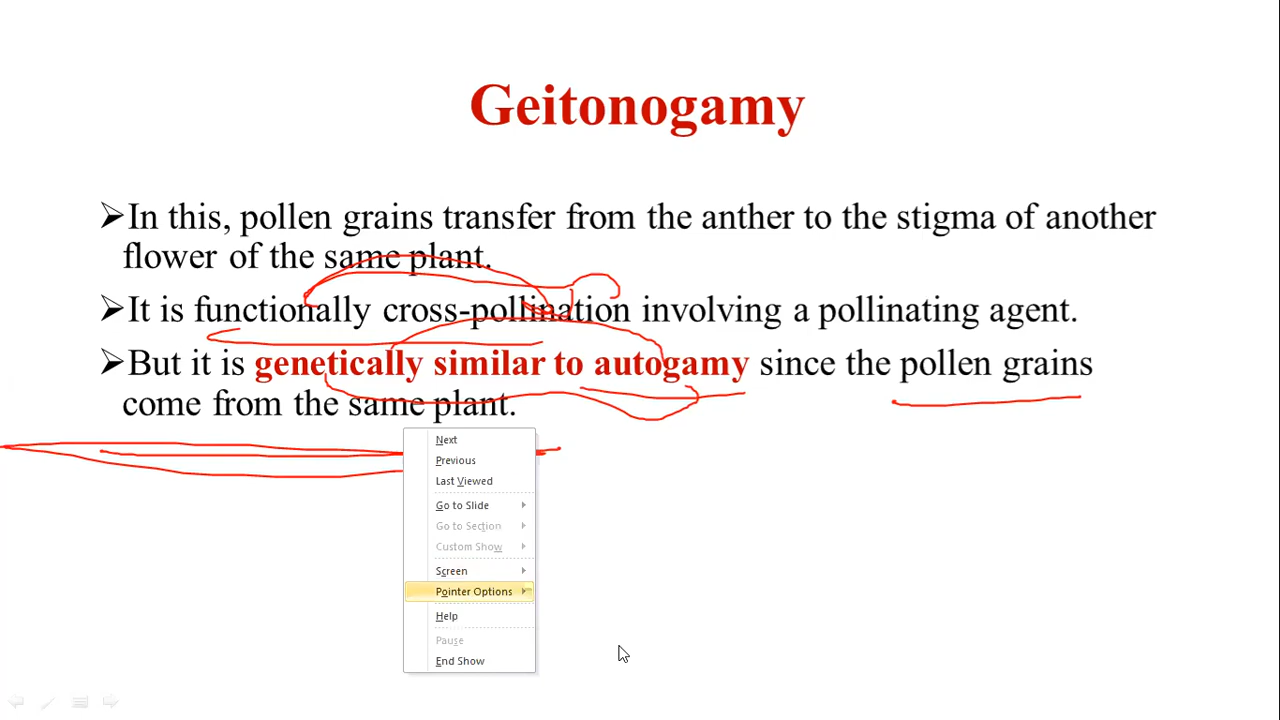 Geitonogamy
➢In this, pollen grains transfer from the anther to the stigma of another
flower of the same plant.
➢It is functionally cross-pollination involving a pollinating agent.
➢But it is genetically similar to autogamy since the pollen grains
come from the same plant.
Next
Previous
Last Viewed
Go to Slide
Go to Section
Custom Show
Screen
Pointer Options
Help
Pause
End Show